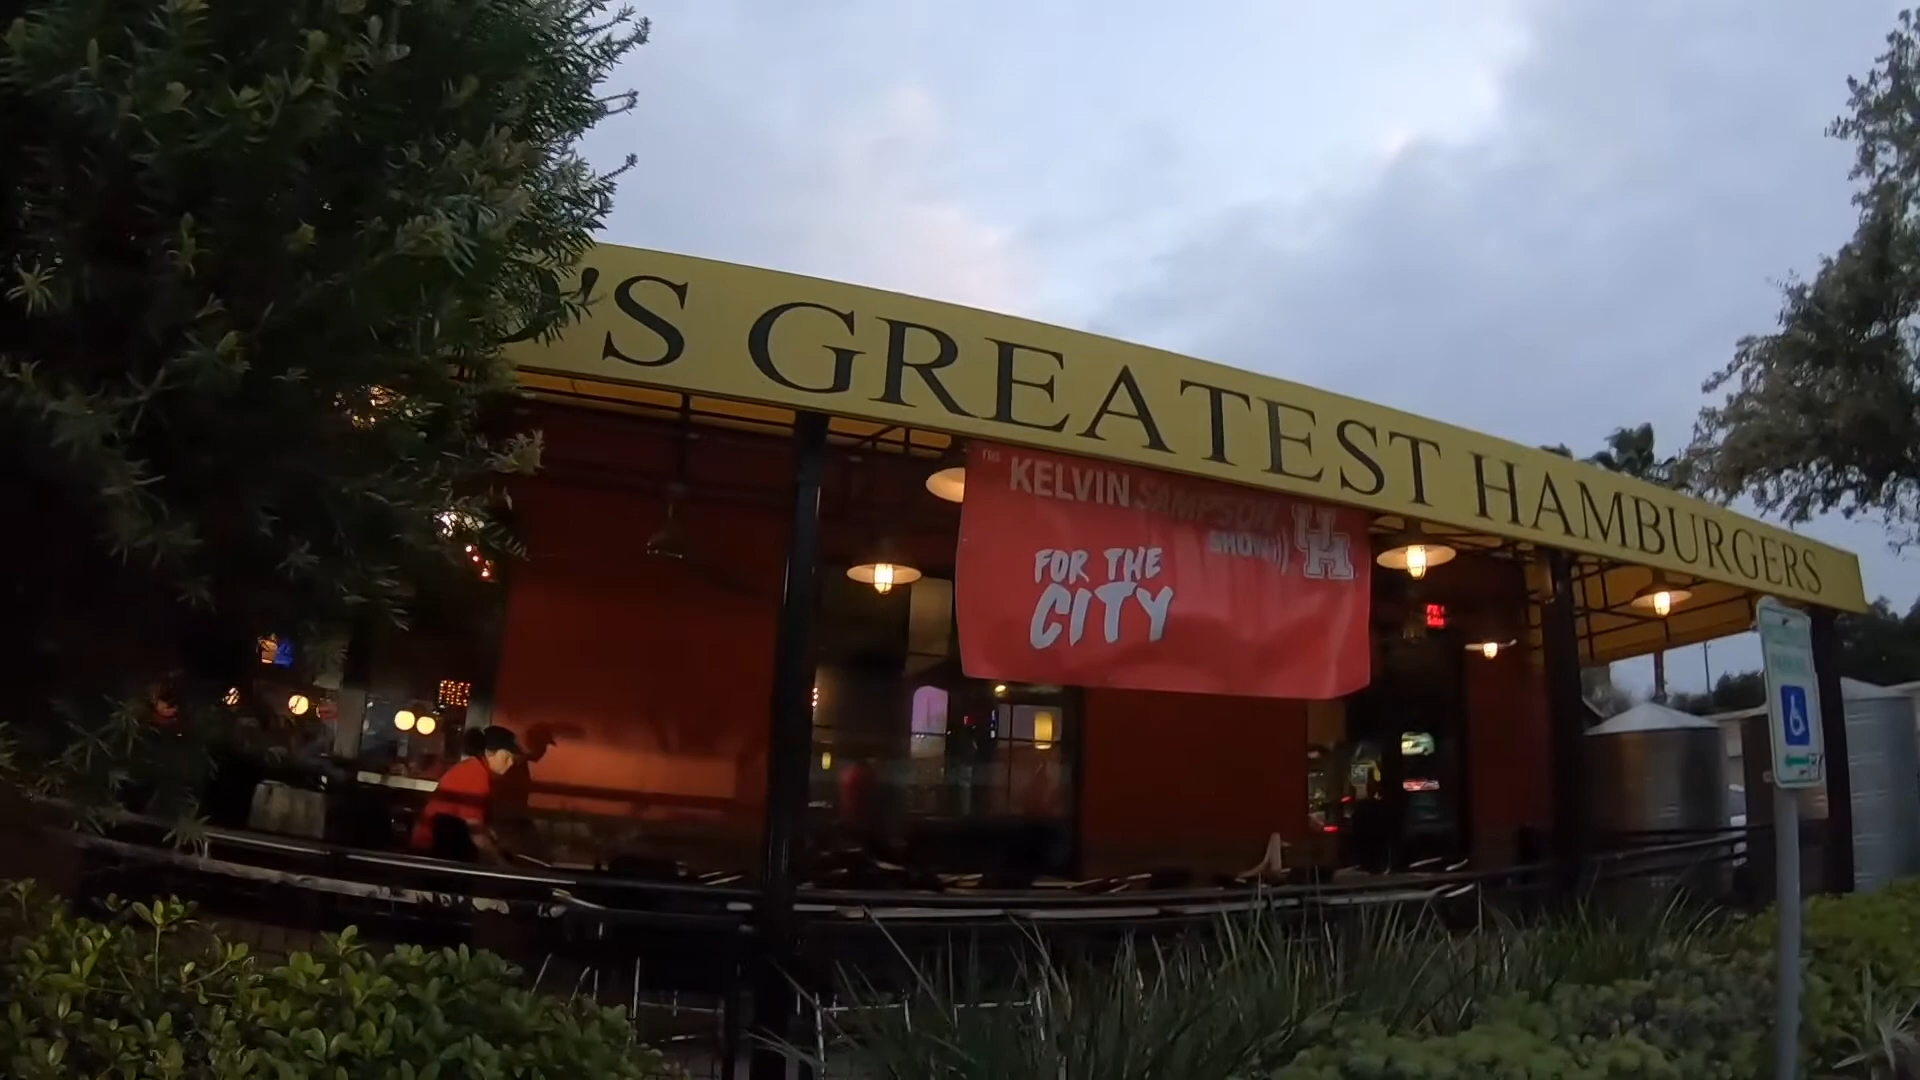 'S GREATEST HAMBURGERS
THE
KELVIN SAMPSON
SHOW
UH
FOR THE
CITY